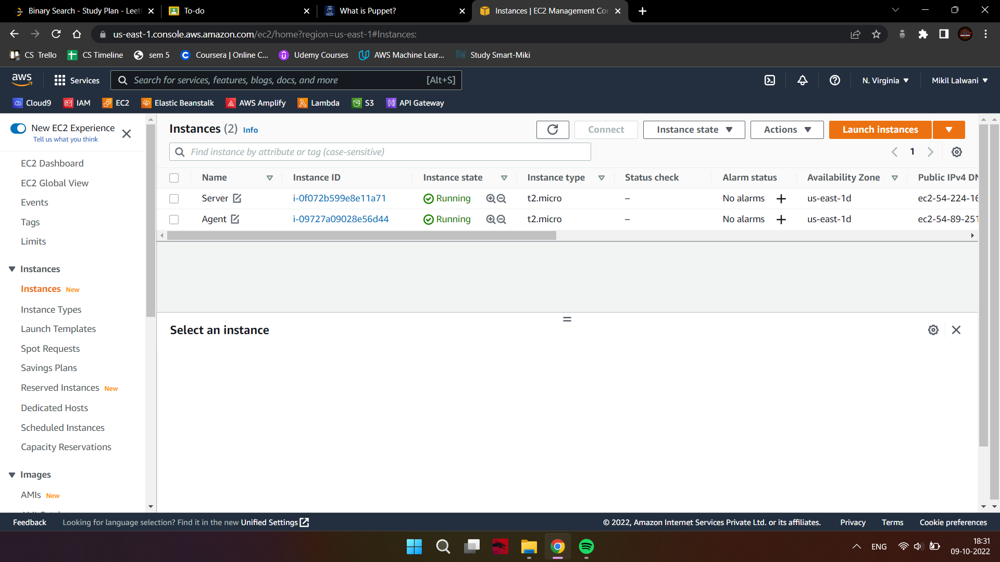 Binary Search - Study Plan - Leet
To-do
What is Puppet?
Instances | EC2 Management Con
us-east-1.console.aws.amazon.com/ec2/home?region=us-east-1#Instances:
CS Trello
CS Timeline
sem 5
Coursera | Online C...
Udemy Courses
AWS Machine Lear...
Study Smart-Miki
aws
Services
Search for services, features, blogs, docs, and more
[Alt+S]
N. Virginia
Mikil Lalwani
Cloud9
IAM
EC2
Elastic Beanstalk
AWS Amplify
Lambda
S3
API Gateway
New EC2 Experience
Tell us what you think
EC2 Dashboard
EC2 Global View
Events
Tags
Limits
Instances
Instances New
Instance Types
Launch Templates
Spot Requests
Savings Plans
Reserved Instances New
Dedicated Hosts
Scheduled Instances
Capacity Reservations
Images
AMIs New
Instances (2) Info
Connect
Instance state
Actions
Launch instances
Find instance by attribute or tag (case-sensitive)
1
Name Instance ID Instance state Instance type Status check Alarm status Availability Zone Public IPv4 DN
Server i-0f072b599e8e11a71 Running t2.micro – No alarms + us-east-1d ec2-54-224-16
Agent i-09727a09028e56d44 Running t2.micro – No alarms + us-east-1d ec2-54-89-251
Select an instance
Feedback
Looking for language selection? Find it in the new Unified Settings
© 2022, Amazon Internet Services Private Ltd. or its affiliates.
Privacy
Terms
Cookie preferences
ENG
18:31
09-10-2022